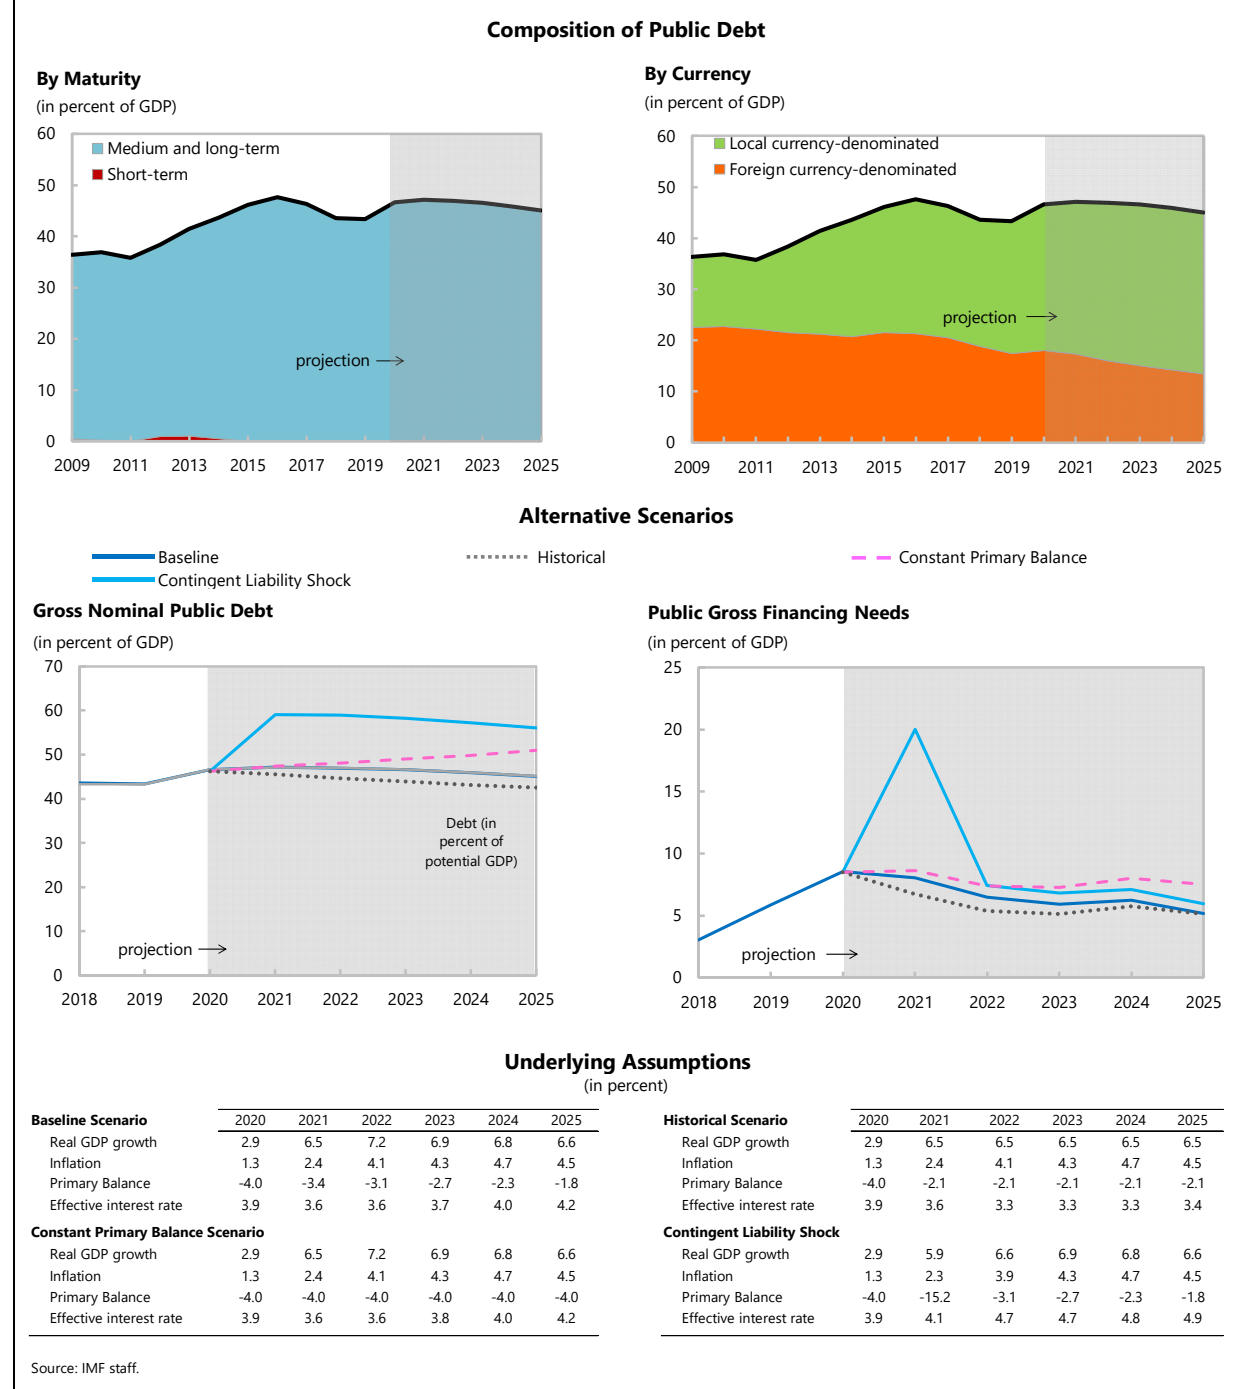 Composition of Public Debt
By Maturity
(in percent of GDP)
60
50
40
30
20
10
0
Medium and long-term
Short-term
projection
2009 2011 2013 2015 2017 2019 2021 2023 2025
By Currency
(in percent of GDP)
60
50
40
30
20
10
0
Local currency-denominated
Foreign currency-denominated
projection
2009 2011 2013 2015 2017 2019 2021 2023 2025
Alternative Scenarios
Baseline Historical Constant Primary Balance
Contingent Liability Shock
Gross Nominal Public Debt
(in percent of GDP)
70
60
50
40
30
20
10
0
Debt (in
percent of
potential GDP)
projection
2018 2019 2020 2021 2022 2023 2024 2025
Public Gross Financing Needs
(in percent of GDP)
25
20
15
10
5
0
projection
2018 2019 2020 2021 2022 2023 2024 2025
Underlying Assumptions
(in percent)
Baseline Scenario 2020 2021 2022 2023 2024 2025
Real GDP growth 2.9 6.5 7.2 6.9 6.8 6.6
Inflation 1.3 2.4 4.1 4.3 4.7 4.5
Primary Balance -4.0 -3.4 -3.1 -2.7 -2.3 -1.8
Effective interest rate 3.9 3.6 3.6 3.7 4.0 4.2
Constant Primary Balance Scenario
Real GDP growth 2.9 6.5 7.2 6.9 6.8 6.6
Inflation 1.3 2.4 4.1 4.3 4.7 4.5
Primary Balance -4.0 -4.0 -4.0 -4.0 -4.0 -4.0
Effective interest rate 3.9 3.6 3.6 3.8 4.0 4.2
Historical Scenario 2020 2021 2022 2023 2024 2025
Real GDP growth 2.9 6.5 6.5 6.5 6.5 6.5
Inflation 1.3 2.4 4.1 4.3 4.7 4.5
Primary Balance -4.0 -2.1 -2.1 -2.1 -2.1 -2.1
Effective interest rate 3.9 3.6 3.3 3.3 3.3 3.4
Contingent Liability Shock
Real GDP growth 2.9 5.9 6.6 6.9 6.8 6.6
Inflation 1.3 2.3 3.9 4.3 4.7 4.5
Primary Balance -4.0 -15.2 -3.1 -2.7 -2.3 -1.8
Effective interest rate 3.9 4.1 4.7 4.7 4.8 4.9
Source: IMF staff.